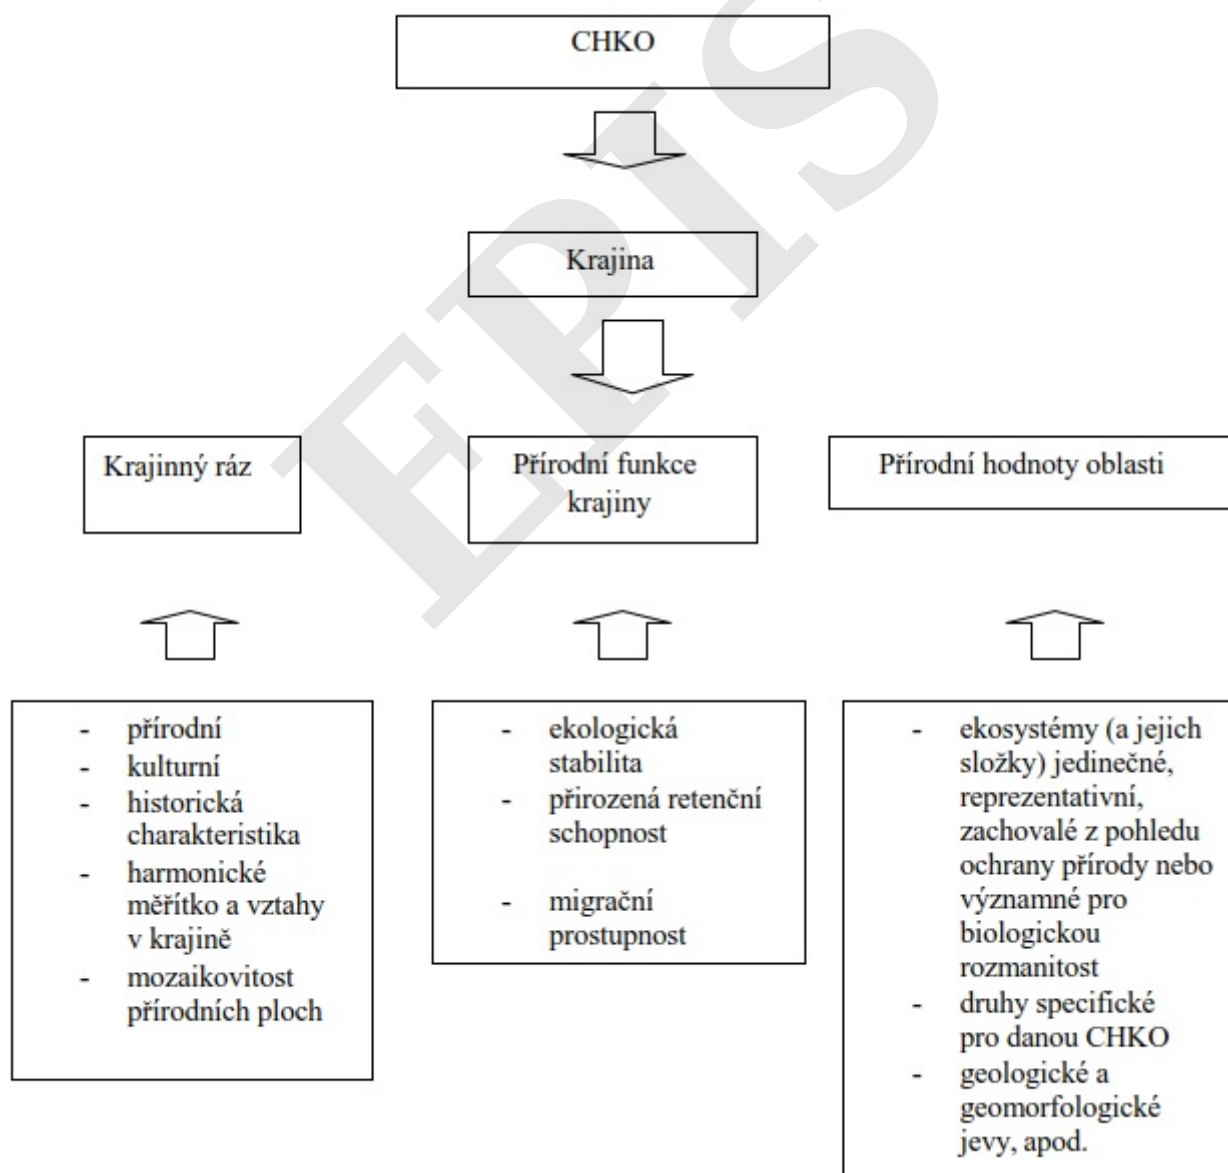 CHKO
Krajina
Krajinný ráz
Přírodní funkce
krajiny
Přírodní hodnoty oblasti
- přírodní
- kulturní
- historická
charakteristika
- harmonické
měřítko a vztahy
v krajině
- mozaikovitost
přírodních ploch
- ekologická
stabilita
- přirozená retenční
schopnost
- migrační
prostupnost
- ekosystémy (a jejich
složky) jedinečné,
reprezentativní,
zachovalé z pohledu
ochrany přírody nebo
významné pro
biologickou
rozmanitost
- druhy specifické
pro danou CHKO
- geologické a
geomorfologické
jevy, apod.
EPIS